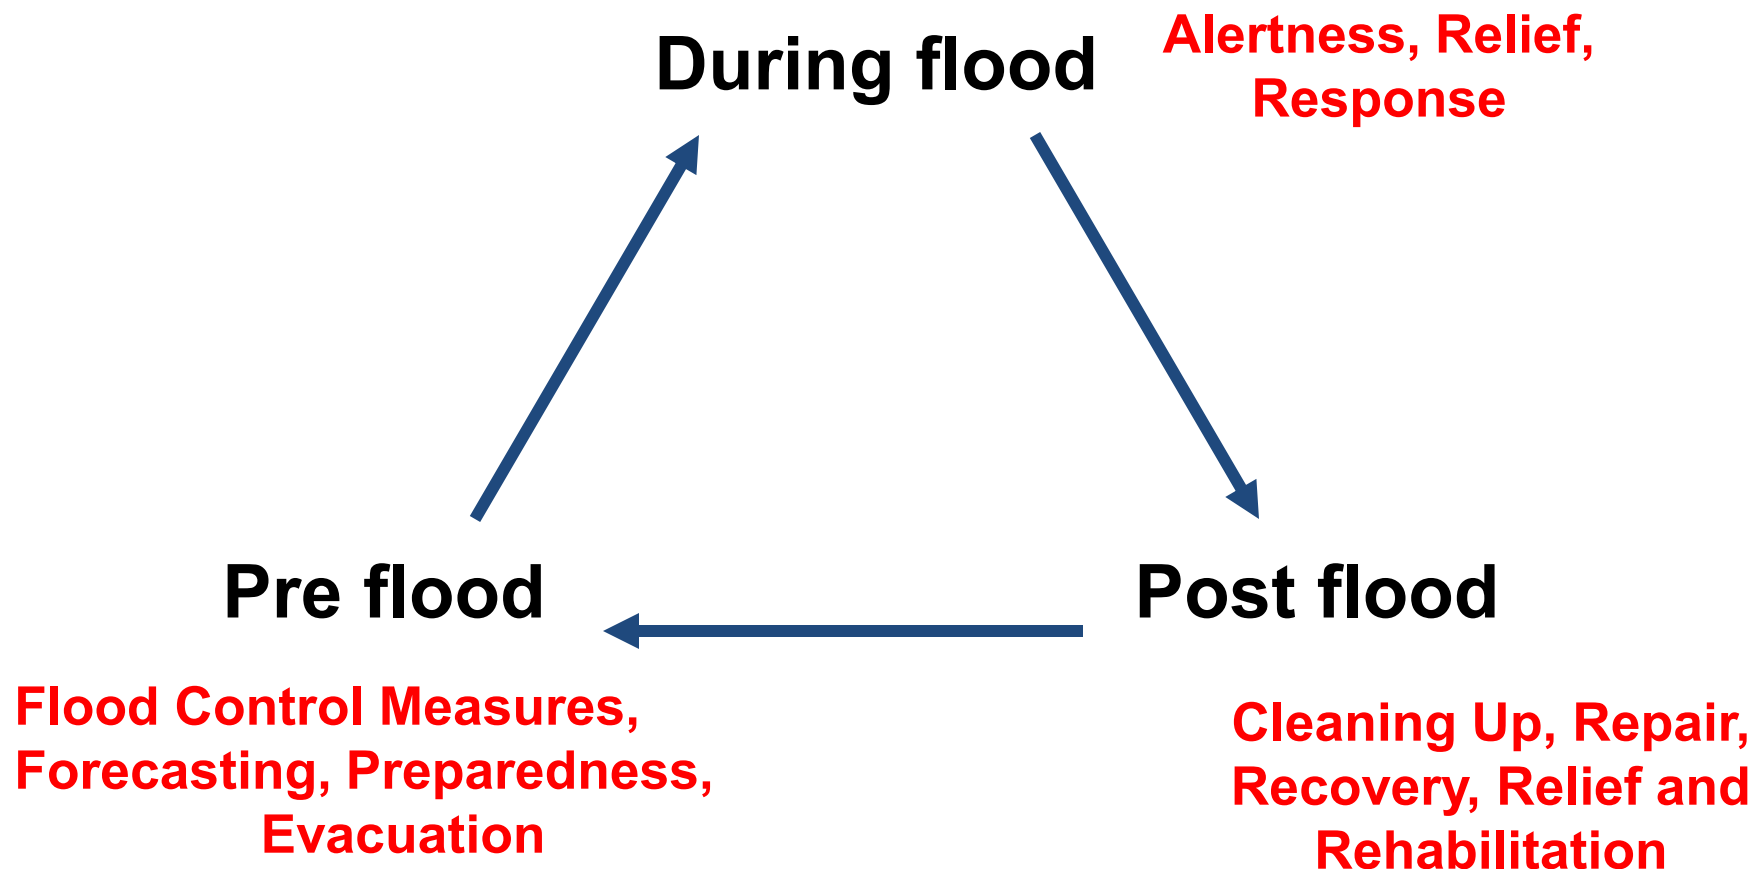 During flood
Alertness, Relief,
Response
Pre flood
Flood Control Measures,
Forecasting, Preparedness,
Evacuation
Post flood
Cleaning Up, Repair,
Recovery, Relief and
Rehabilitation